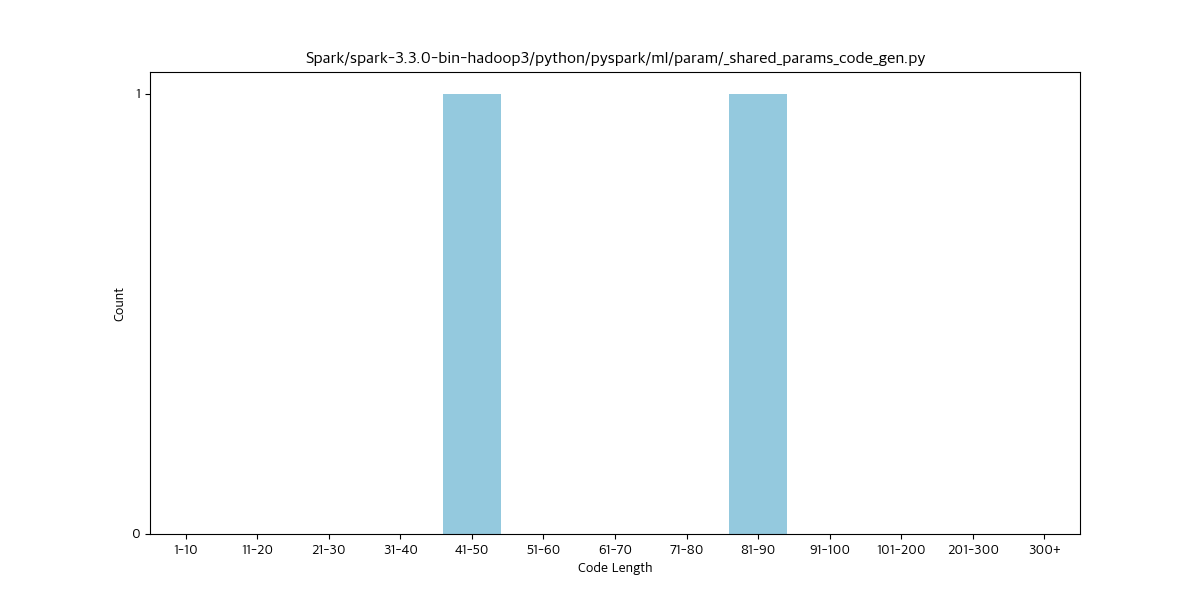 Spark/spark-3.3.0-bin-hadoop3/python/pyspark/ml/param/_shared_params_code_gen.py
1
Count
0
1-10 11-20 21-30 31-40 41-50 51-60 61-70 71-80 81-90 91-100 101-200 201-300 300+
Code Length